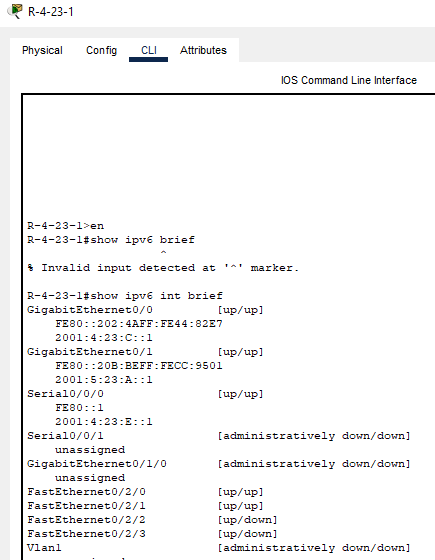 R-4-23-1
Physical Config CLI Attributes
IOS Command Line Interface
R-4-23-1>en
R-4-23-1#show ipv6 brief
^
% Invalid input detected at '^' marker.
R-4-23-1#show ipv6 int brief
GigabitEthernet0/0 [up/up]
FE80::202:4AFF:FE44:82E7
2001:4:23:C::1
GigabitEthernet0/1 [up/up]
FE80::20B:BEFF:FECC:9501
2001:5:23:A::1
Serial0/0/0 [up/up]
FE80::1
2001:4:23:E::1
Serial0/0/1 [administratively down/down]
unassigned
GigabitEthernet0/1/0 [administratively down/down]
unassigned
FastEthernet0/2/0 [up/up]
FastEthernet0/2/1 [up/up]
FastEthernet0/2/2 [up/down]
FastEthernet0/2/3 [up/down]
Vlan1 [administratively down/down]